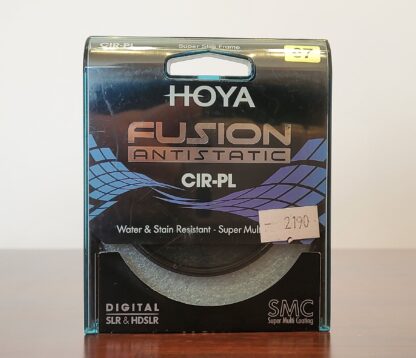 CIR-PL Super Slim Frame
67
HOYA
FUSION
ANTISTATIC
CIR-PL
2190
Water & Stain Resistant - Super Multi
DIGITAL
SLR & HDSLR
SMC
Super Multi Coating